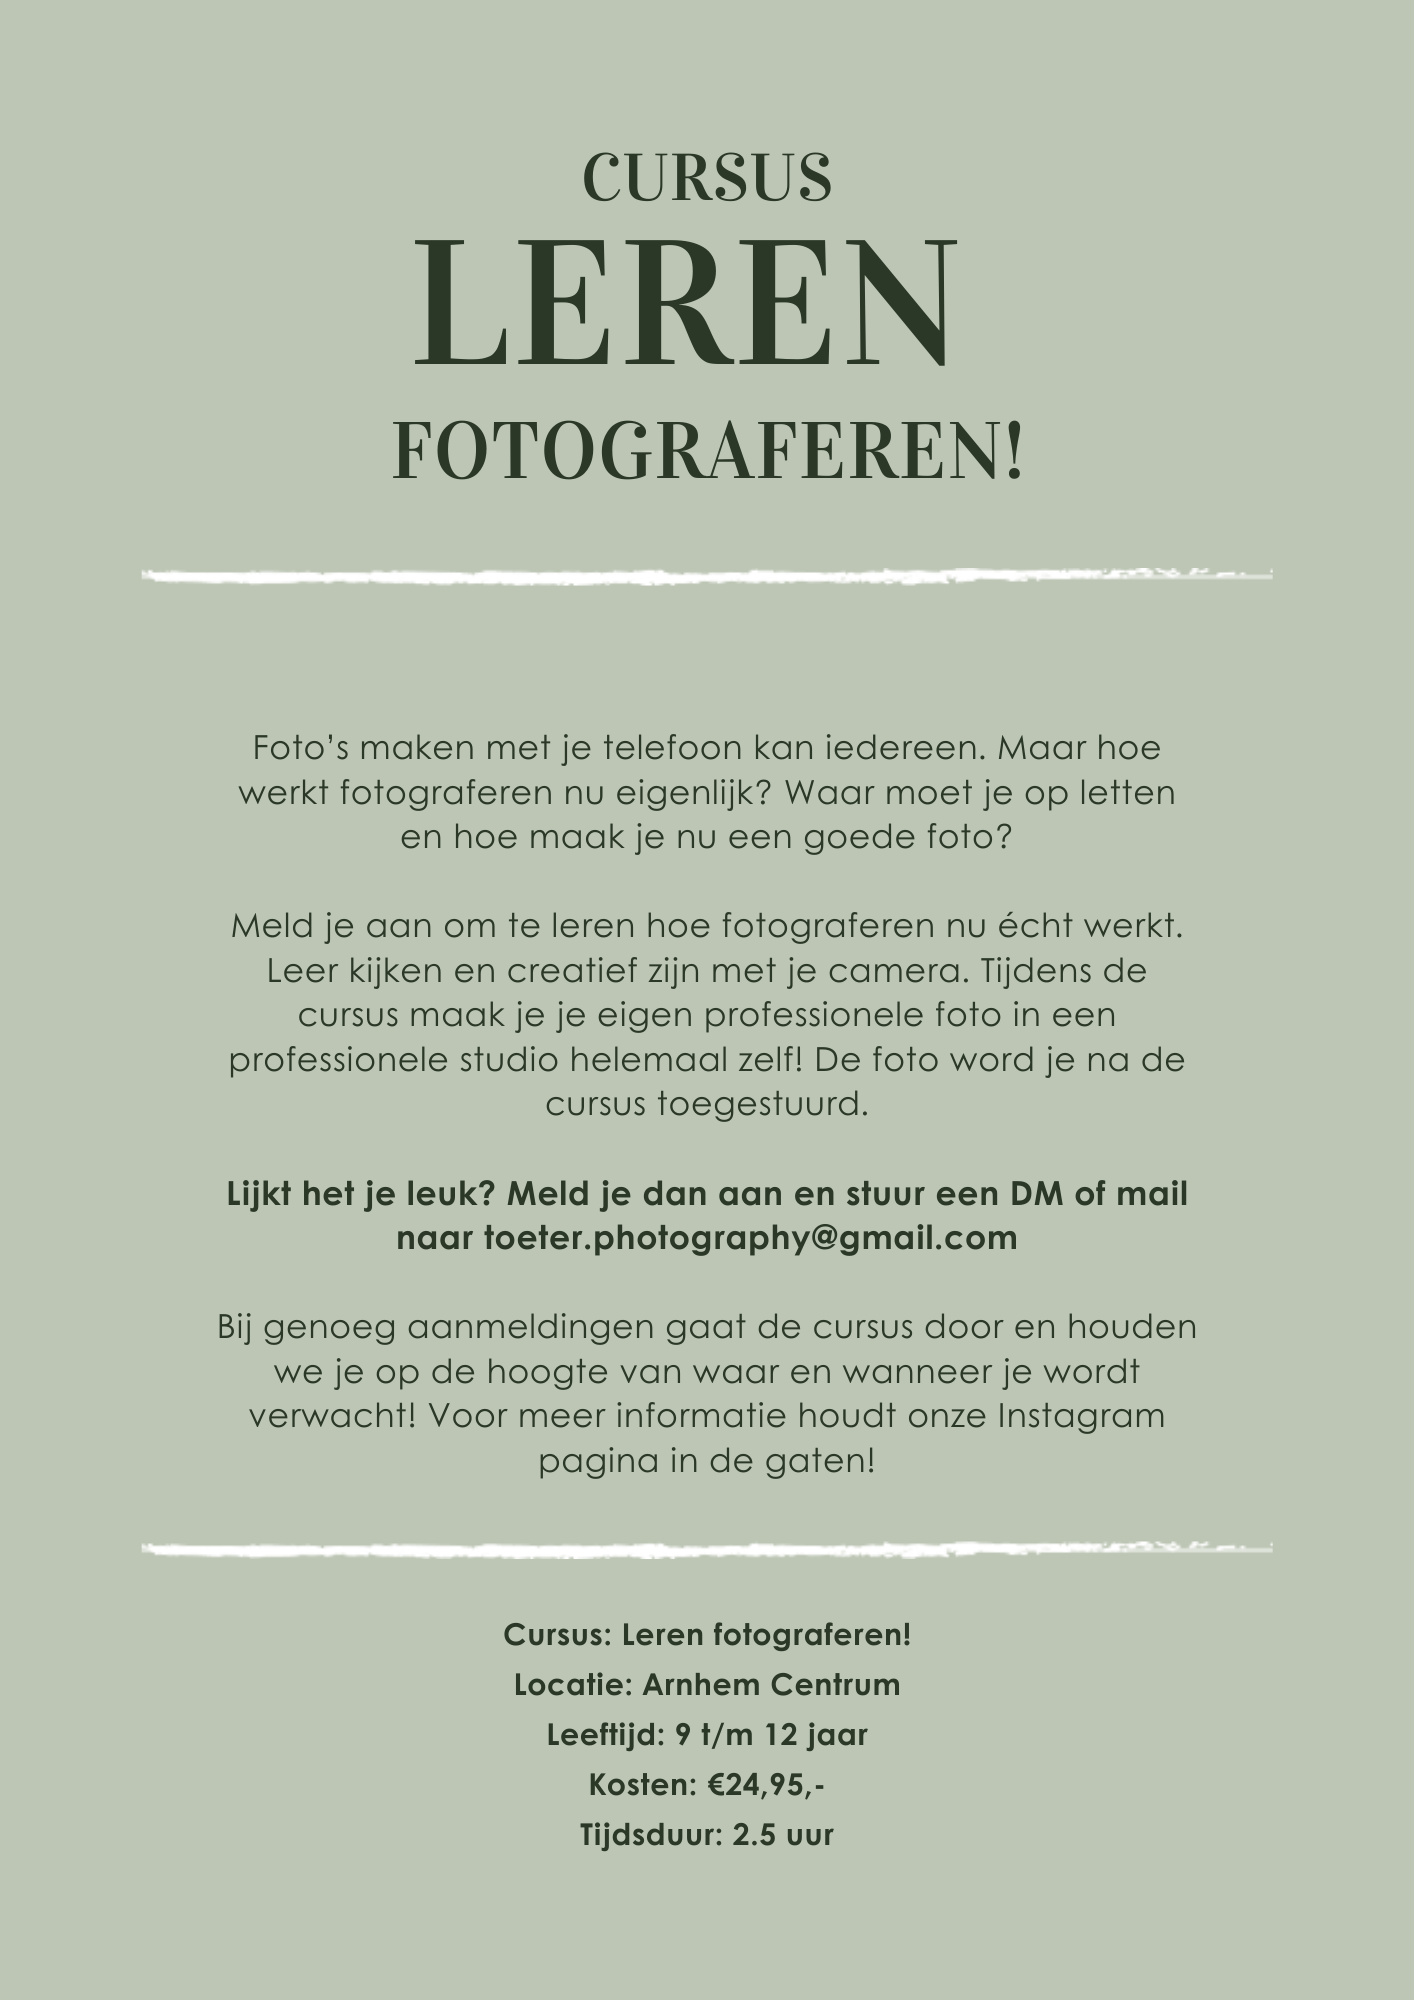 CURSUS
LEREN
FOTOGRAFEREN!
Foto’s maken met je telefoon kan iedereen. Maar hoe
werkt fotograferen nu eigenlijk? Waar moet je op letten
en hoe maak je nu een goede foto?
Meld je aan om te leren hoe fotograferen nu écht werkt.
Leer kijken en creatief zijn met je camera. Tijdens de
cursus maak je je eigen professionele foto in een
professionele studio helemaal zelf! De foto word je na de
cursus toegestuurd.
Lijkt het je leuk? Meld je dan aan en stuur een DM of mail
naar toeter.photography@gmail.com
Bij genoeg aanmeldingen gaat de cursus door en houden
we je op de hoogte van waar en wanneer je wordt
verwacht! Voor meer informatie houdt onze Instagram
pagina in de gaten!
Cursus: Leren fotograferen!
Locatie: Arnhem Centrum
Leeftijd: 9 t/m 12 jaar
Kosten: €24,95,-
Tijdsduur: 2.5 uur